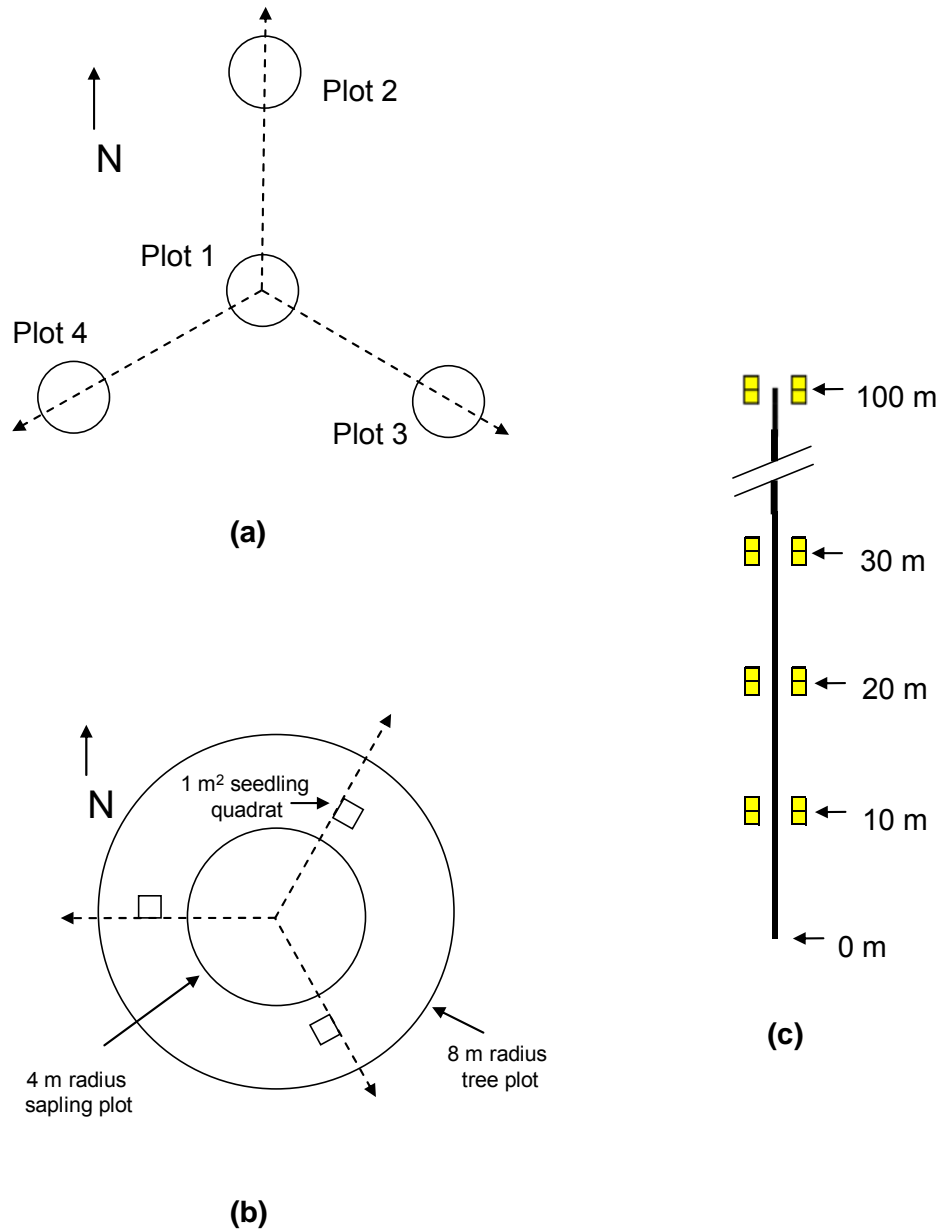 Plot 2
N
Plot 1
Plot 4
Plot 3
(a)
N
1 m² seedling
quadrat
4 m radius
sapling plot
8 m radius
tree plot
(b)
100 m
30 m
20 m
10 m
0 m
(c)